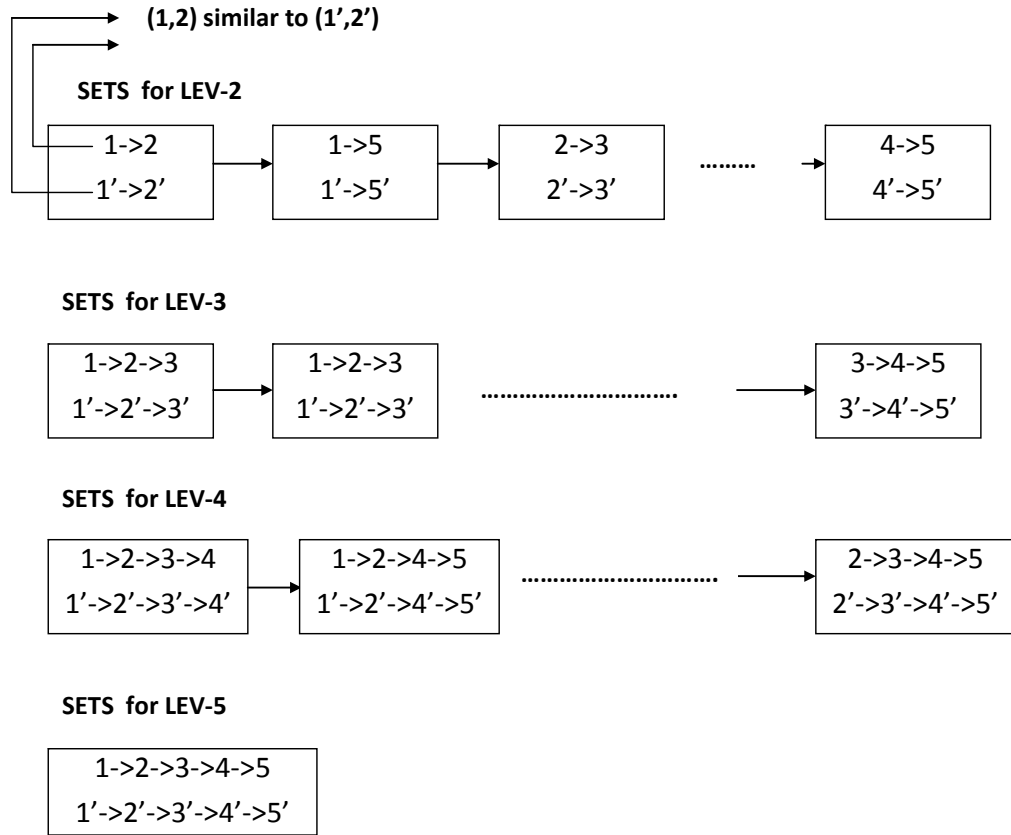 (1,2) similar to (1’,2’)
SETS for LEV-2
1->2 1->5 2->3 ……… 4->5
1’->2’ 1’->5’ 2’->3’ 4’->5’
SETS for LEV-3
1->2->3 1->2->3 3->4->5
1’->2’->3’ 1’->2’->3’ ……………………………. 3’->4’->5’
SETS for LEV-4
1->2->3->4 1->2->4->5 2->3->4->5
1’->2’->3’->4’ 1’->2’->4’->5’ ……………………………. 2’->3’->4’->5’
SETS for LEV-5
1->2->3->4->5
1’->2’->3’->4’->5’